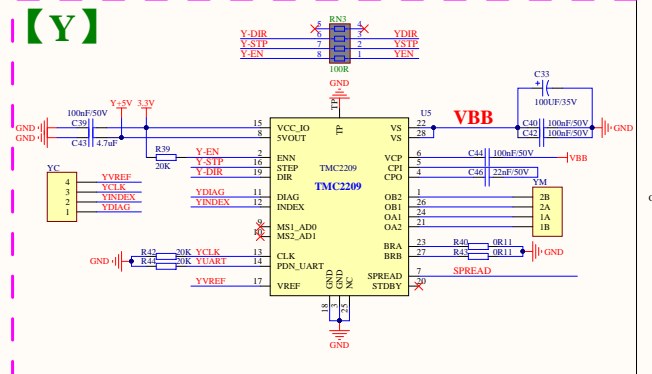 【Y】
RN3
5 4
Y-DIR 6 3 YDIR
Y-STP 7 2 YSTP
Y-EN 8 1 YEN
100R
GND
TP
C33
100UF/35V
100nF/50V Y+5V 3.3V
U5 VBB
GND C39 15 VCC_IO TP VS 22 C40 100nF/50V GND
GND C43 4.7uF 8 5VOUT VS 28 C42 100nF/50V
R39 Y-EN 2 ENN VCP 6 C44 100nF/50V VBB
20K Y-STP 16 STEP TMC2209 CPI 5
Y-DIR 19 DIR CPO 4 C46 22nF/50V
TMC2209
YC YM
4 YVREF YDIAG 11 DIAG OB2 1 2B
3 YCLK YINDEX 12 INDEX OB1 26 2A
2 YINDEX OA1 24 1A
1 YDIAG OA2 21 1B
9 MS1_AD0
10 MS2_AD1
BRA 23 R40 0R11
BRB 27 R43 0R11 GND
GND R42 20K YCLK 13 CLK
R44 20K YUART 14 PDN_UART
SPREAD 7 SPREAD
YVREF 17 VREF STDBY 20
GND GND NC
18 3 25
GND